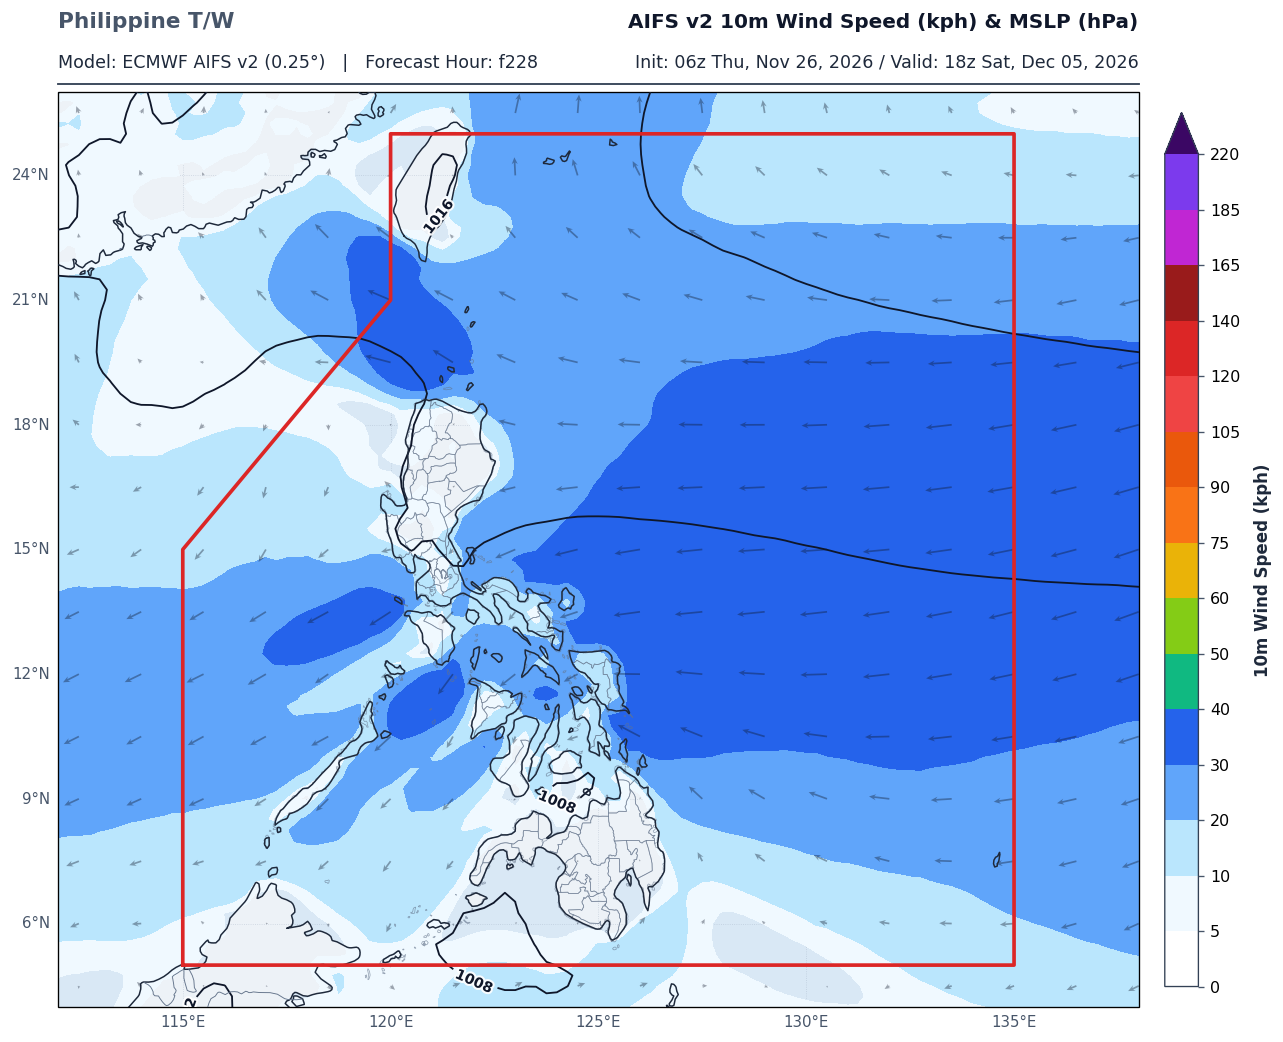 Philippine T/W
AIFS v2 10m Wind Speed (kph) & MSLP (hPa)
Model: ECMWF AIFS v2 (0.25°) | Forecast Hour: f228
Init: 06z Thu, Nov 26, 2026 / Valid: 18z Sat, Dec 05, 2026
24°N
21°N
18°N
15°N
12°N
9°N
6°N
115°E
120°E
125°E
130°E
135°E
1016
1008
1008
2
220
185
165
140
120
105
90
75
60
50
40
30
20
10
5
0
10m Wind Speed (kph)